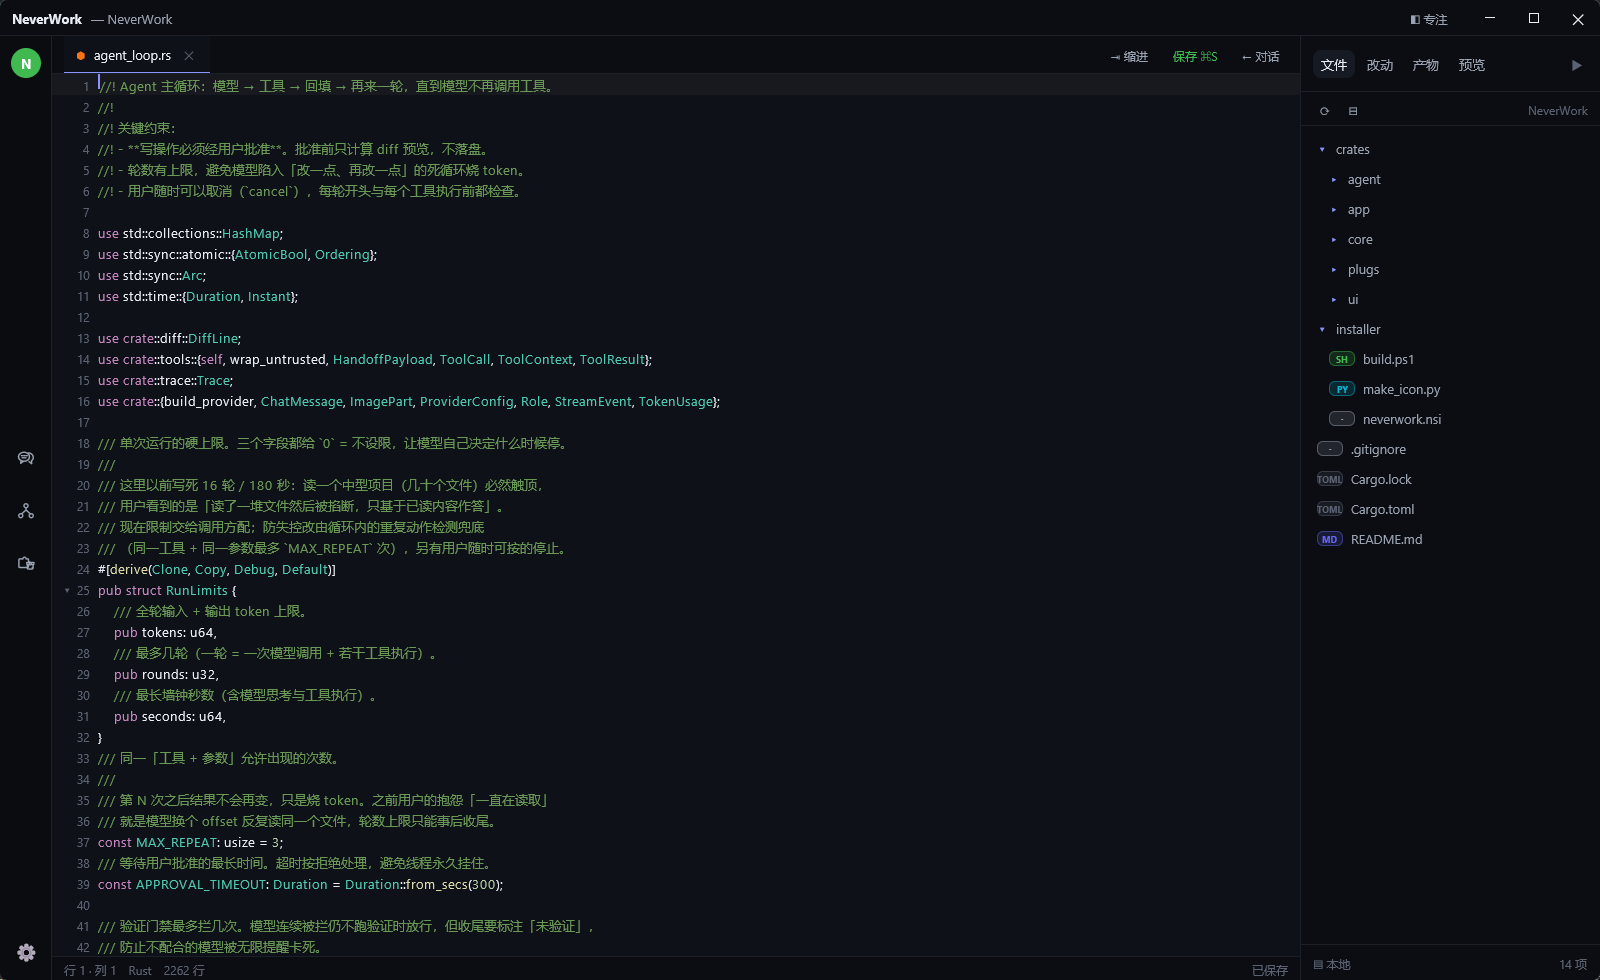 NeverWork — NeverWork
专注
N
agent_loop.rs
⇥ 缩进
保存 ⌘S
← 对话
1 //! Agent 主循环：模型 → 工具 → 回填 → 再来一轮，直到模型不再调用工具。
2 //!
3 //! 关键约束：
4 //! - **写操作必须经用户批准**。批准前只计算 diff 预览，不落盘。
5 //! - 轮数有上限，避免模型陷入「改一点、再改一点」的死循环烧 token。
6 //! - 用户随时可以取消（`cancel`），每轮开头与每个工具执行前都检查。
7
8 use std::collections::HashMap;
9 use std::sync::atomic::{AtomicBool, Ordering};
10 use std::sync::Arc;
11 use std::time::{Duration, Instant};
12
13 use crate::diff::DiffLine;
14 use crate::tools::{self, wrap_untrusted, HandoffPayload, ToolCall, ToolContext, ToolResult};
15 use crate::trace::Trace;
16 use crate::{build_provider, ChatMessage, ImagePart, ProviderConfig, Role, StreamEvent, TokenUsage};
17
18 /// 单次运行的硬上限。三个字段都给 `0` = 不设限，让模型自己决定什么时候停。
19 ///
20 /// 这里以前写死 16 轮 / 180 秒：读一个中型项目（几十个文件）必然触顶，
21 /// 用户看到的是「读了一堆文件然后被掐断，只基于已读内容作答」。
22 /// 现在限制交给调用方配；防失控改由循环内的重复动作检测兜底
23 /// （同一工具 + 同一参数最多 `MAX_REPEAT` 次），另有用户随时可按的停止。
24 #[derive(Clone, Copy, Debug, Default)]
25 pub struct RunLimits {
26 /// 全轮输入 + 输出 token 上限。
27 pub tokens: u64,
28 /// 最多几轮（一轮 = 一次模型调用 + 若干工具执行）。
29 pub rounds: u32,
30 /// 最长墙钟秒数（含模型思考与工具执行）。
31 pub seconds: u64,
32 }
33 /// 同一「工具 + 参数」允许出现的次数。
34 ///
35 /// 第 N 次之后结果不会再变，只是烧 token。之前用户的抱怨「一直在读取」
36 /// 就是模型换个 offset 反复读同一个文件，轮数上限只能事后收尾。
37 const MAX_REPEAT: usize = 3;
38 /// 等待用户批准的最长时间。超时按拒绝处理，避免线程永久挂住。
39 const APPROVAL_TIMEOUT: Duration = Duration::from_secs(300);
40
41 /// 验证门禁最多拦几次。模型连续被拦仍不跑验证时放行，但收尾要标注「未验证」，
42 /// 防止不配合的模型被无限提醒卡死。
行 1 · 列 1 Rust 2262 行
已保存
文件 改动 产物 预览
NeverWork
crates
agent
app
core
plugs
ui
installer
SH build.ps1
PY make_icon.py
- neverwork.nsi
- .gitignore
TOML Cargo.lock
TOML Cargo.toml
MD README.md
本地
14 项